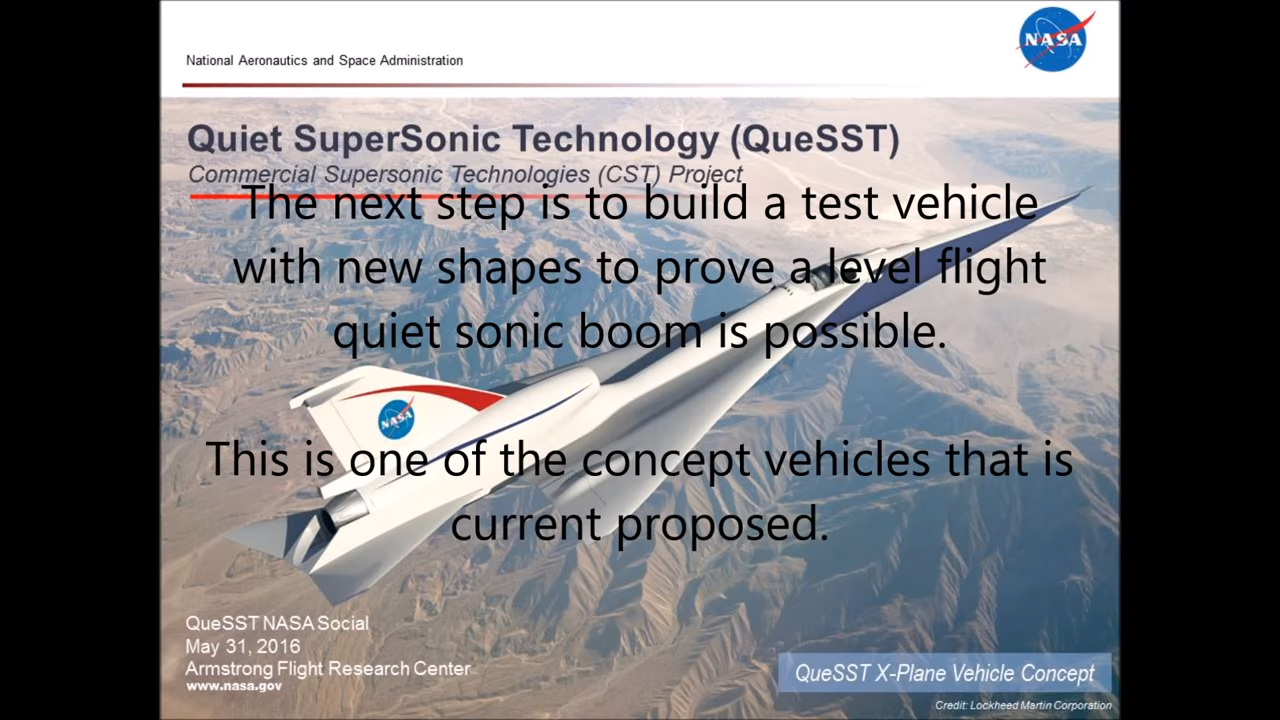 National Aeronautics and Space Administration
NASA
Quiet SuperSonic Technology (QueSST)
Commercial Supersonic Technologies (CST) Project
The next step is to build a test vehicle
with new shapes to prove a level flight
quiet sonic boom is possible.
NASA
This is one of the concept vehicles that is
current proposed.
QueSST NASA Social
May 31, 2016
Armstrong Flight Research Center
www.nasa.gov
QueSST X-Plane Vehicle Concept
Credit: Lockheed Martin Corporation